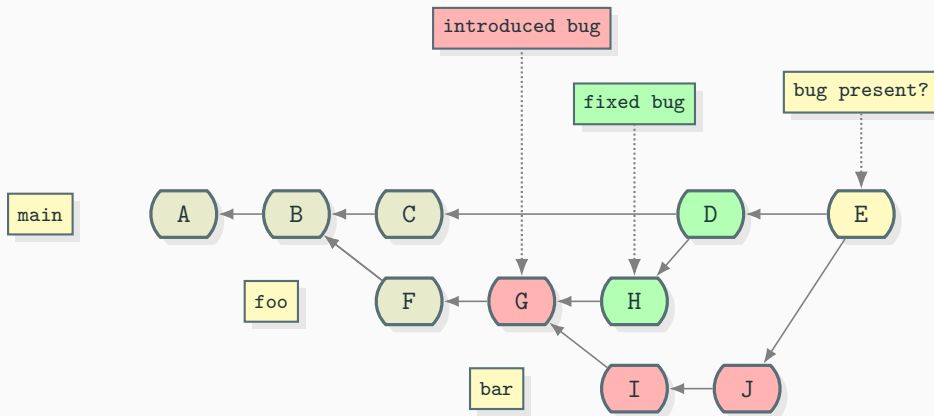 introduced bug
fixed bug
bug present?
main
A
B
C
D
E
foo
F
G
H
bar
I
J